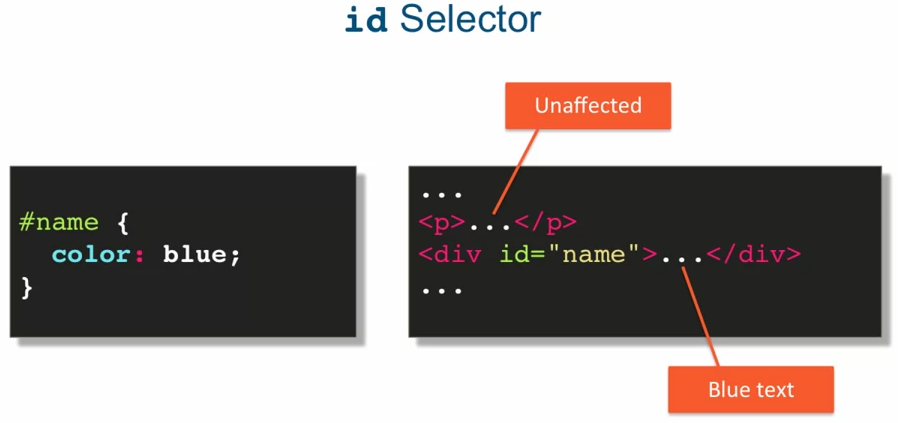 id Selector
Unaffected
#name {
color: blue;
}
...
<p>...</p>
<div id="name">...</div>
...
Blue text